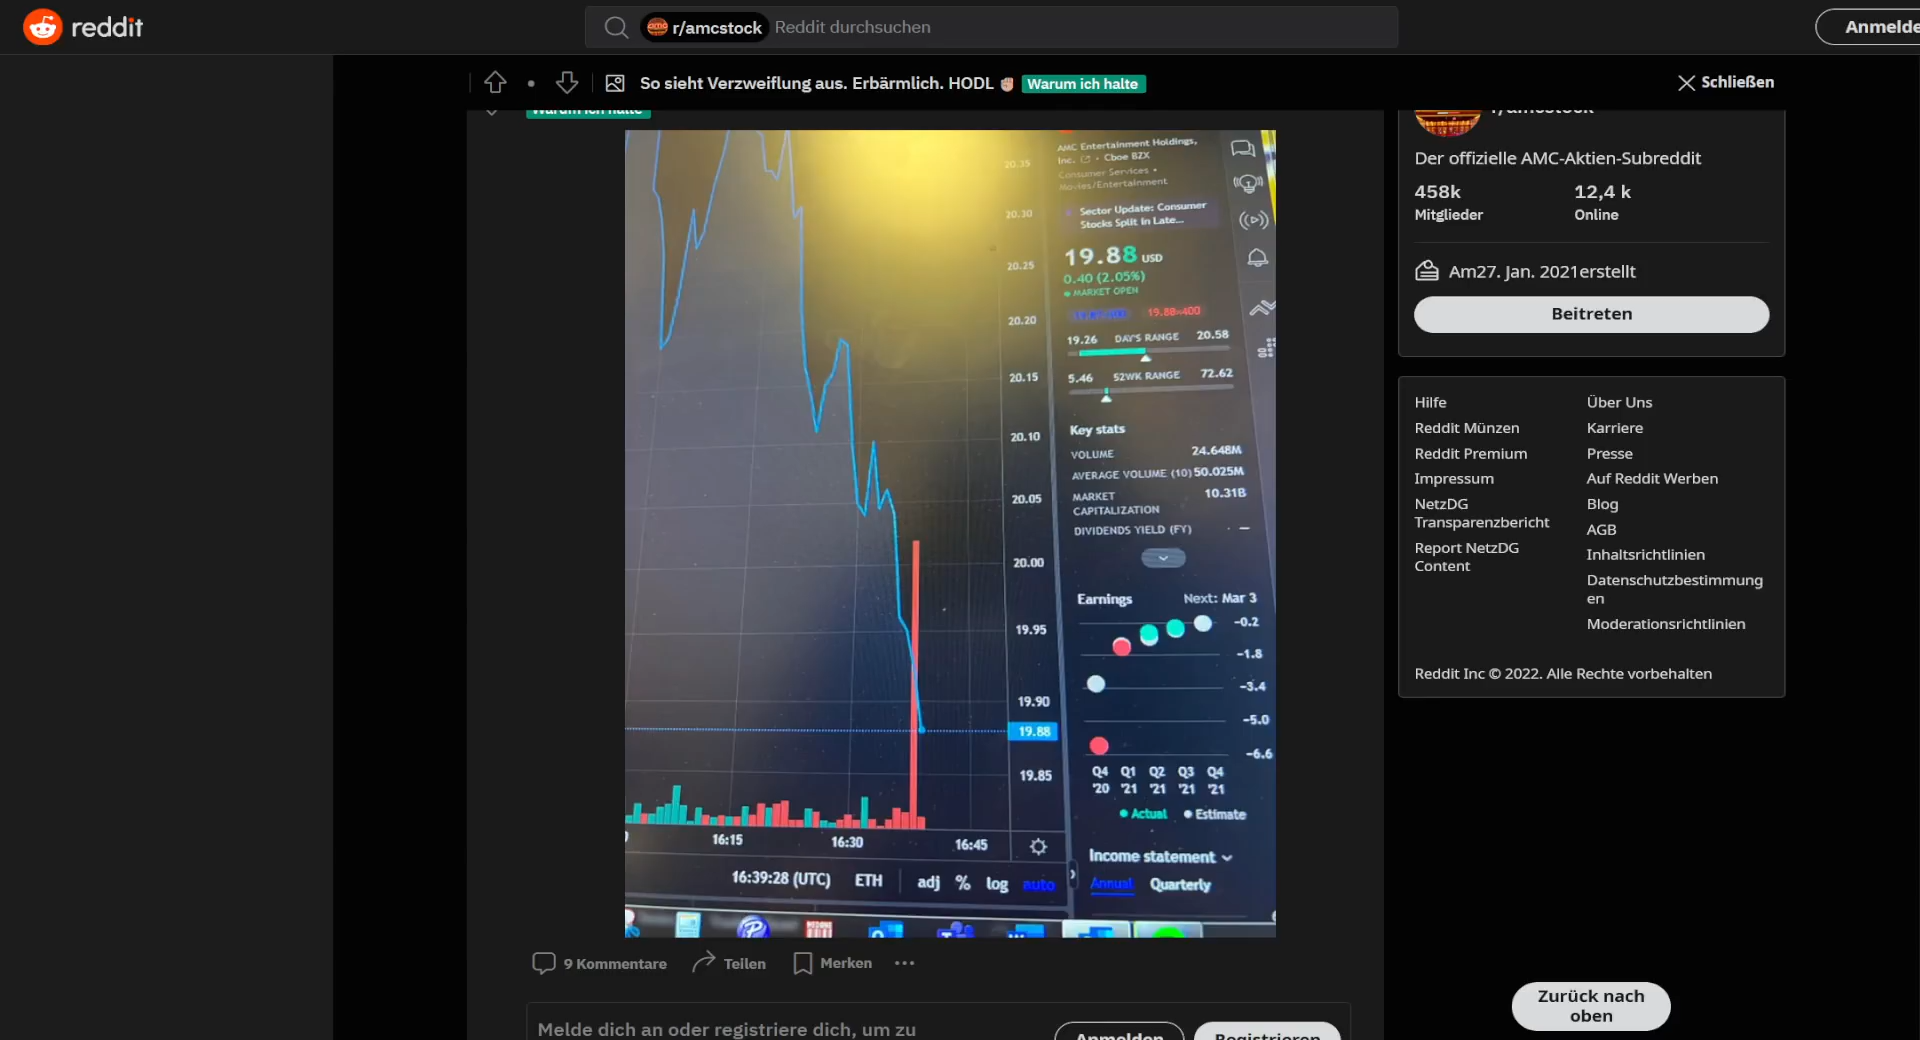 reddit
r/amcstock Reddit durchsuchen
Anmelde
So sieht Verzweiflung aus. Erbärmlich. HODL ✊🏼 Warum ich halte
Schließen
Warum ich halte
r/amcstock
Der offizielle AMC-Aktien-Subreddit
458k 12,4 k
Mitglieder Online
Am27. Jan. 2021erstellt
Beitreten
Hilfe
Reddit Münzen
Reddit Premium
Impressum
NetzDG
Transparenzbericht
Report NetzDG
Content
Über Uns
Karriere
Presse
Auf Reddit Werben
Blog
AGB
Inhaltsrichtlinien
Datenschutzbestimmung
en
Moderationsrichtlinien
Reddit Inc © 2022. Alle Rechte vorbehalten
20.35
20.30
20.25
20.20
20.15
20.10
20.05
20.00
19.95
19.90
19.88
19.85
16:15 16:30 16:45
16:39:28 (UTC) ETH adj % log auto
AMC Entertainment Holdings,
Inc. • Cboe BZX
Consumer Services •
Movies/Entertainment
Sector Update: Consumer
Stocks Split in Late...
19.88 USD
0.40 (2.05%)
MARKET OPEN
19.88×400
19.26 DAY'S RANGE 20.58
5.46 52WK RANGE 72.62
Key stats
VOLUME 24.648M
AVERAGE VOLUME (10) 50.025M
MARKET
CAPITALIZATION 10.31B
DIVIDENDS YIELD (FY) —
Earnings Next: Mar 3
-0.2
-1.8
-3.4
-5.0
-6.6
Q4 Q1 Q2 Q3 Q4
'20 '21 '21 '21 '21
Actual Estimate
Income statement
Annual Quarterly
9 Kommentare Teilen Merken
Melde dich an oder registriere dich, um zu
Anmelden Registrieren
Zurück nach
oben